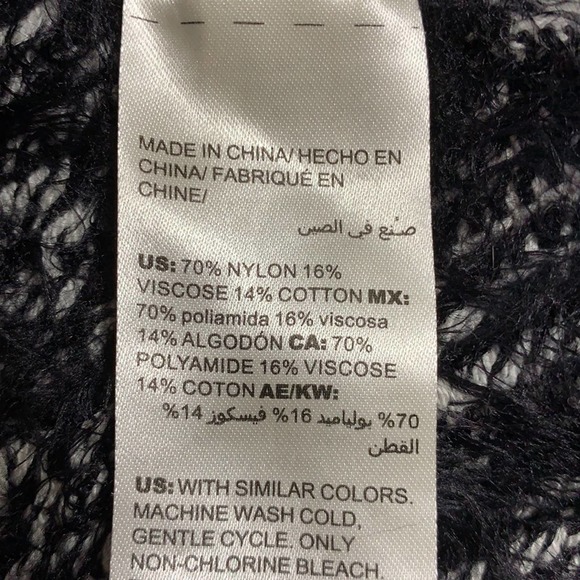 MADE IN CHINA/ HECHO EN
CHINA/ FABRIQUÉ EN
CHINE/
صُنع في الصين
US: 70% NYLON 16%
VISCOSE 14% COTTON MX:
70% poliamida 16% viscosa
14% ALGODÓN CA: 70%
POLYAMIDE 16% VISCOSE
14% COTON AE/KW:
70% بولياميد 16% فيسكوز 14%
القطن
US: WITH SIMILAR COLORS.
MACHINE WASH COLD,
GENTLE CYCLE. ONLY
NON-CHLORINE BLEACH